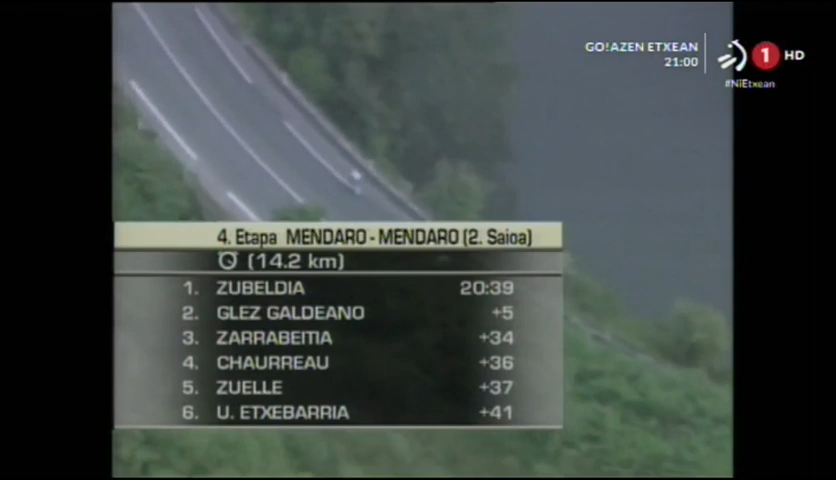 GO!AZEN ETXEAN
21:00
1 HD
#NiEtxean
4. Etapa MENDARO - MENDARO (2. Saioa)
(14.2 km)
1. ZUBELDIA 20:39
2. GLEZ GALDEANO +5
3. ZARRABEITIA +34
4. CHAURREAU +36
5. ZUELLE +37
6. U. ETXEBARRIA +41